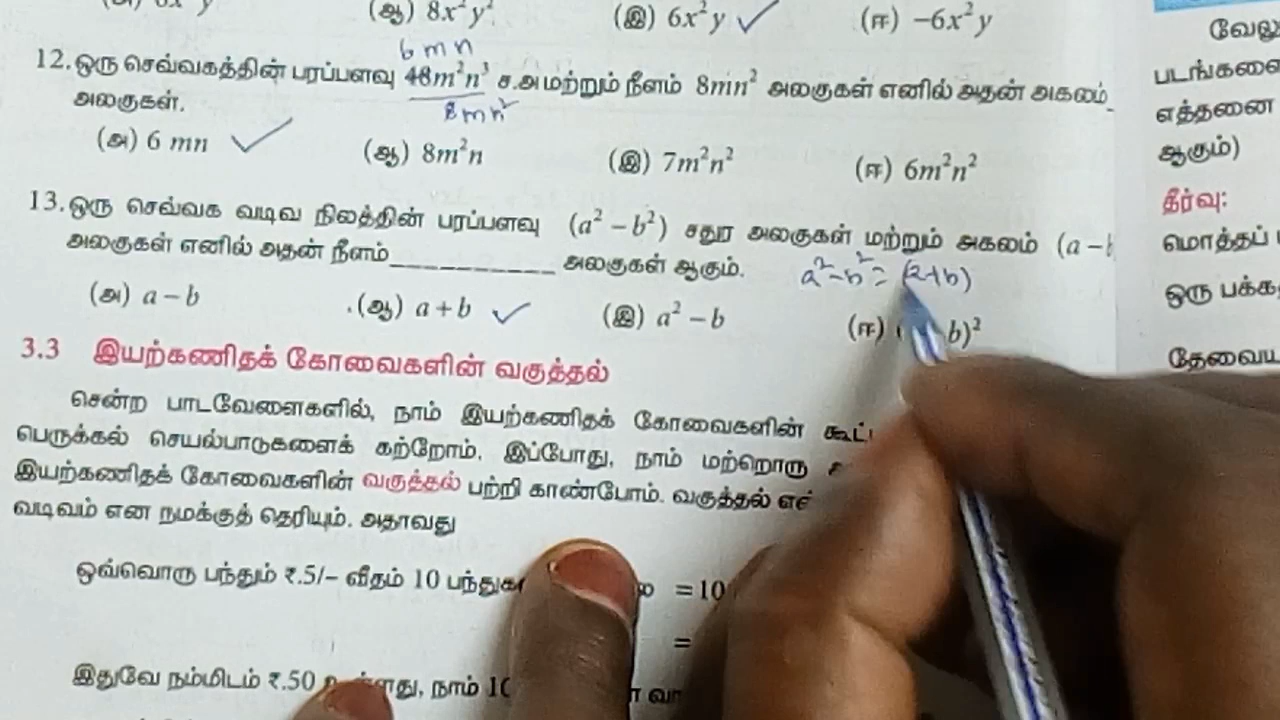 (ஆ) 8x²y² (இ) 6x²y ✓ (ஈ) −6x²y
6 mn
12. ஒரு செவ்வகத்தின் பரப்பளவு 48m²n³ ச.அ மற்றும் நீளம் 8mn² அலகுகள் எனில் அதன் அகலம்
8mn²
அலகுகள்.
(அ) 6 mn ✓ (ஆ) 8m²n (இ) 7m²n² (ஈ) 6m²n²
13. ஒரு செவ்வக வடிவ நிலத்தின் பரப்பளவு (a² − b²) சதுர அலகுகள் மற்றும் அகலம் (a −
அலகுகள் எனில் அதன் நீளம்__________ அலகுகள் ஆகும். a²−b² = (a+b)
(அ) a − b (ஆ) a + b ✓ (இ) a² − b (ஈ) b)²
3.3 இயற்கணிதக் கோவைகளின் வகுத்தல்
சென்ற பாடவேளைகளில், நாம் இயற்கணிதக் கோவைகளின்
பெருக்கல் செயல்பாடுகளைக் கற்றோம். இப்போது, நாம் மற்றொரு
இயற்கணிதக் கோவைகளின் வகுத்தல் பற்றி காண்போம். வகுத்தல்
வடிவம் என நமக்குத் தெரியும். அதாவது
ஒவ்வொரு பந்தும் ₹.5/− வீதம் 10 = 10
=
இதுவே நம்மிடம் ₹.50 நாம்
படங்களை
எத்தனை
ஆகும்)
தீர்வு:
மொத்தப்
ஒரு